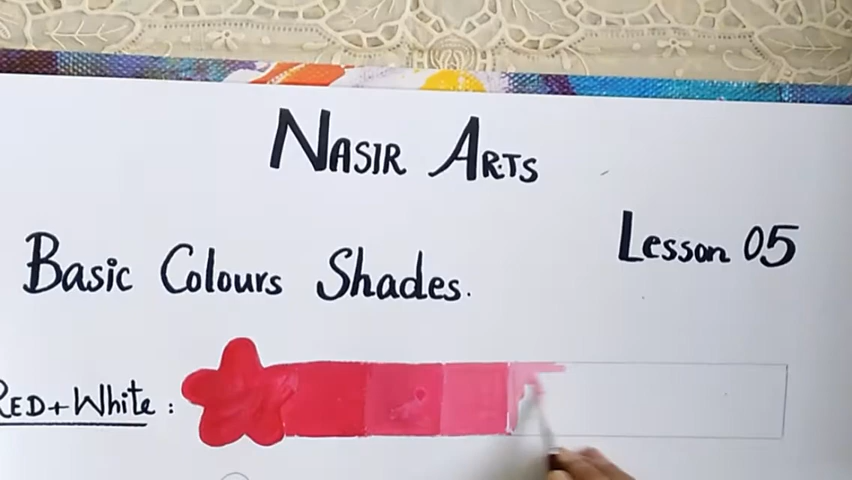 NASIR ARTS
Lesson 05
Basic Colours Shades.
RED+White :